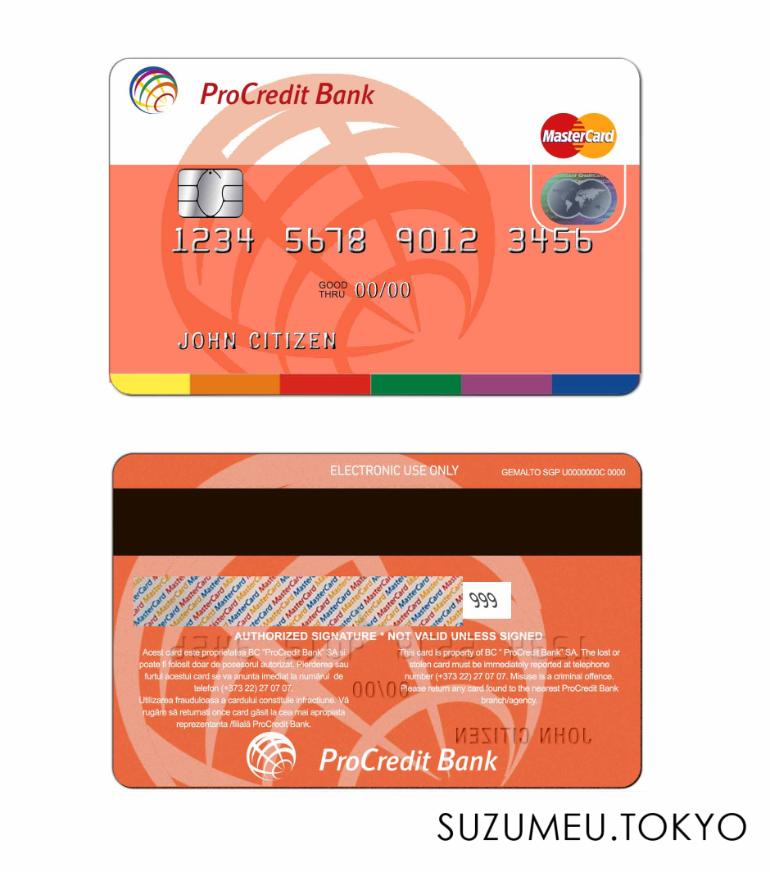 ProCredit Bank
MasterCard
1234 5678 9012 3456
GOOD THRU 00/00
JOHN CITIZEN
ELECTRONIC USE ONLY
GEMALTO SGP U0000000C 0000
999
AUTHORIZED SIGNATURE * NOT VALID UNLESS SIGNED
Acest card este proprietatea BC "ProCredit Bank" SA și
poate fi folosit doar de posesorul autorizat. Pierderea sau
furtul acestui card se va anunța imediat la numărul de
telefon (+373 22) 27 07 07.
Utilizarea frauduloasa a cardului constituie infracțiune. Vă
rugăm să returnați orice card găsit la cea mai apropiata
reprezentanta /filială ProCredit Bank.
This card is property of BC " ProCredit Bank" SA. The lost or
stolen card must be immediately reported at telephone
number (+373 22) 27 07 07. Misuse is a criminal offence.
Please return any card found to the nearest ProCredit Bank
branch/agency.
00/00
JOHN CITIZEN
ProCredit Bank
SUZUMEU.TOKYO